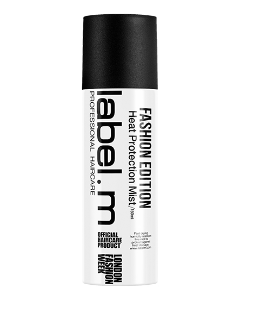 label.m
PROFESSIONAL HAIRCARE
FASHION EDITION
Heat Protection Mist
OFFICIAL
HAIRCARE
PRODUCT
LONDON
FASHION
WEEK